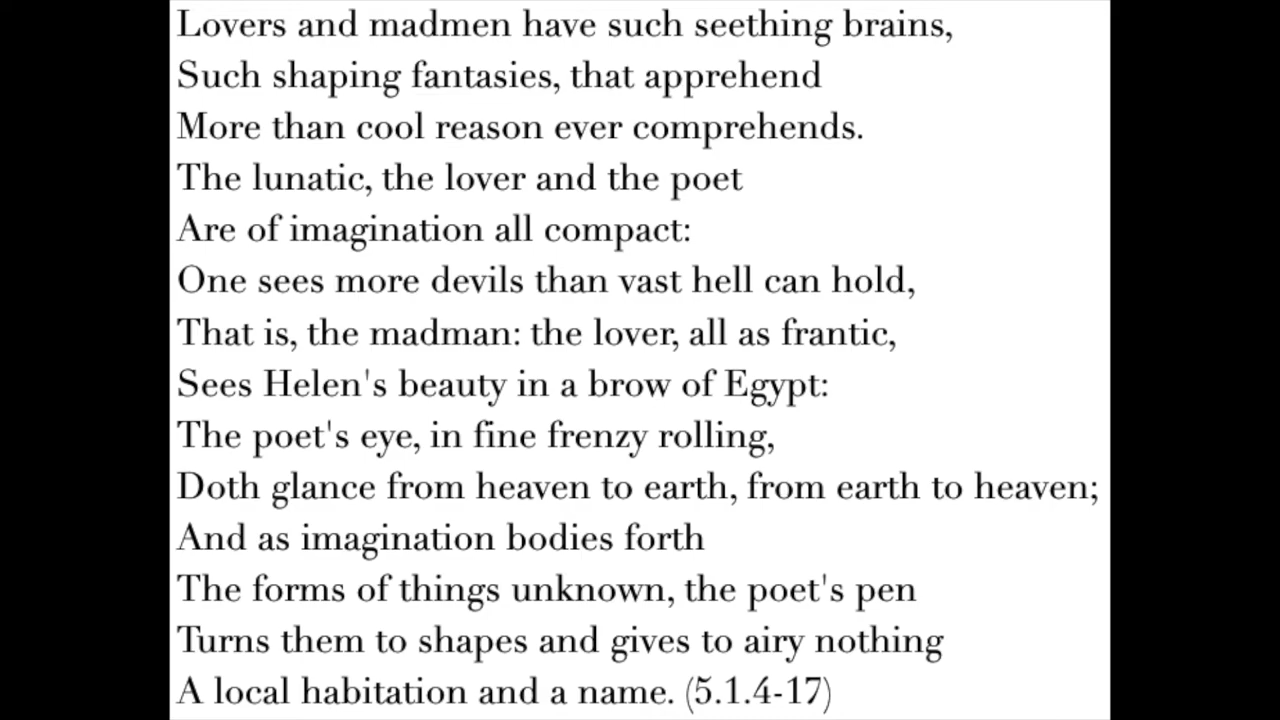 Lovers and madmen have such seething brains,
Such shaping fantasies, that apprehend
More than cool reason ever comprehends.
The lunatic, the lover and the poet
Are of imagination all compact:
One sees more devils than vast hell can hold,
That is, the madman: the lover, all as frantic,
Sees Helen's beauty in a brow of Egypt:
The poet's eye, in fine frenzy rolling,
Doth glance from heaven to earth, from earth to heaven;
And as imagination bodies forth
The forms of things unknown, the poet's pen
Turns them to shapes and gives to airy nothing
A local habitation and a name. (5.1.4-17)